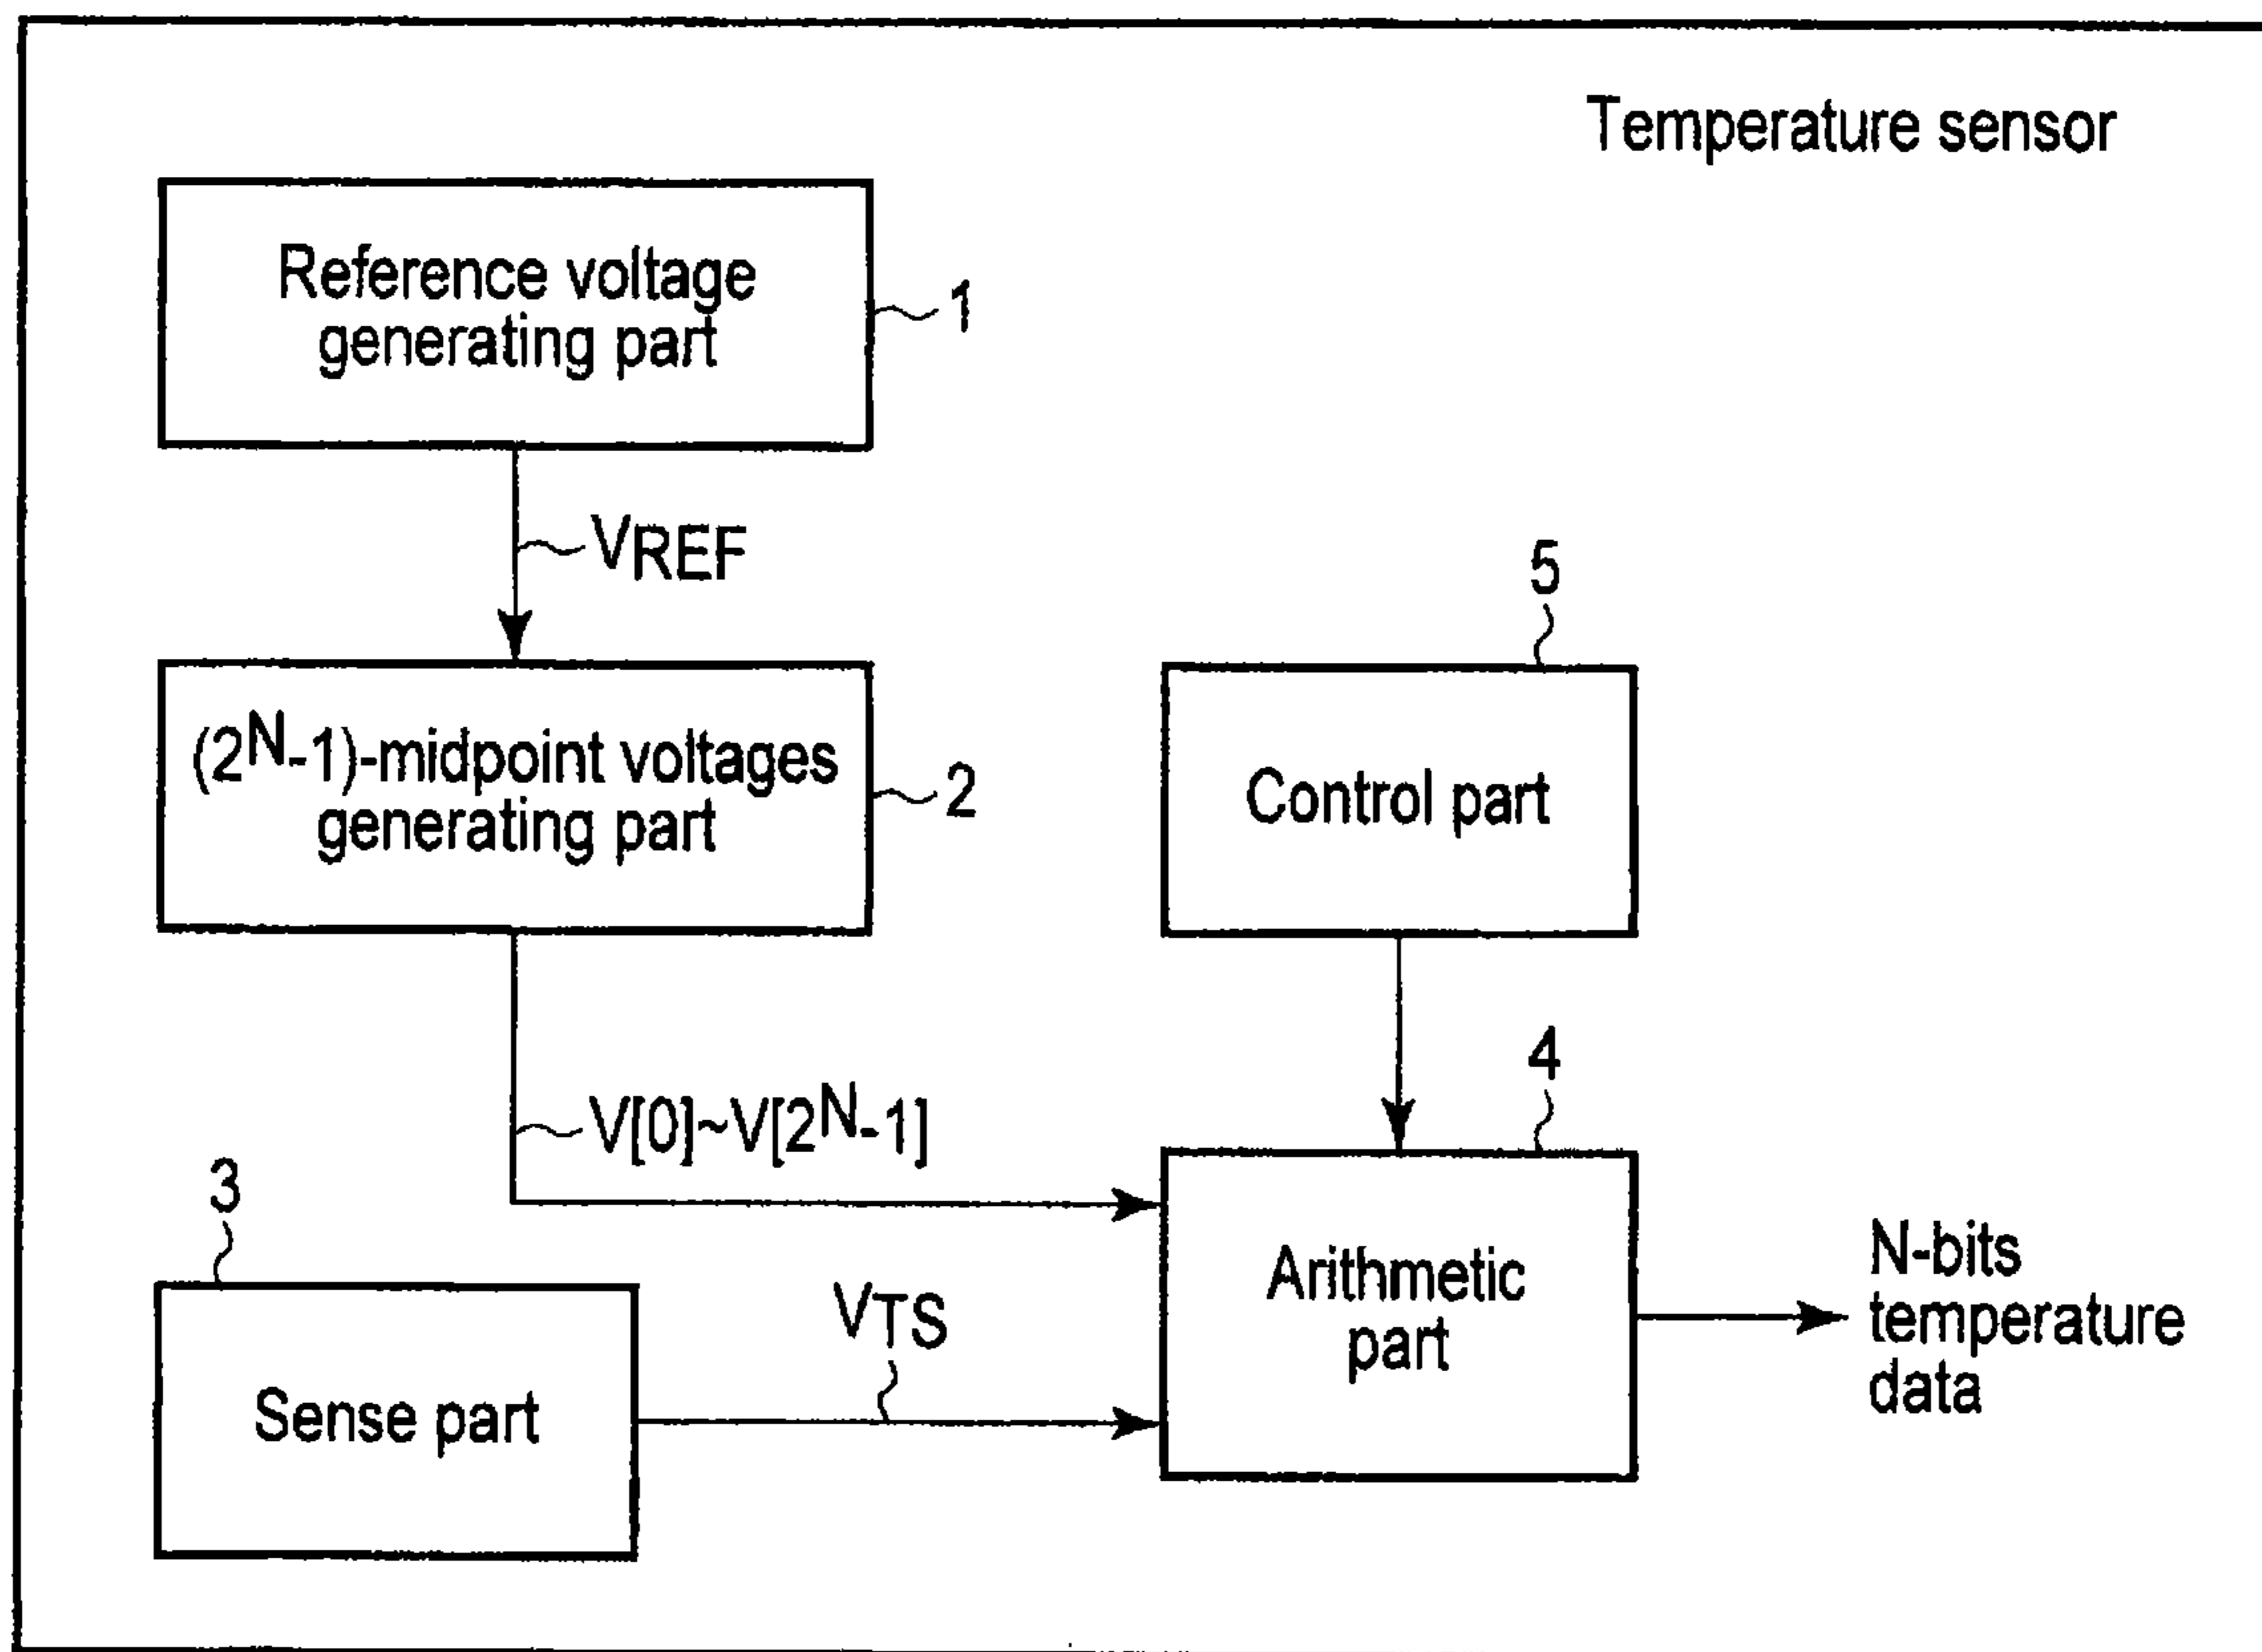 Temperature sensor
Reference voltage
generating part
1
VREF
5
(2N-1)-midpoint voltages
generating part
2
Control part
4
V[0]~V[2N-1]
3
Arithmetic
part
N-bits
temperature
data
VTS
Sense part